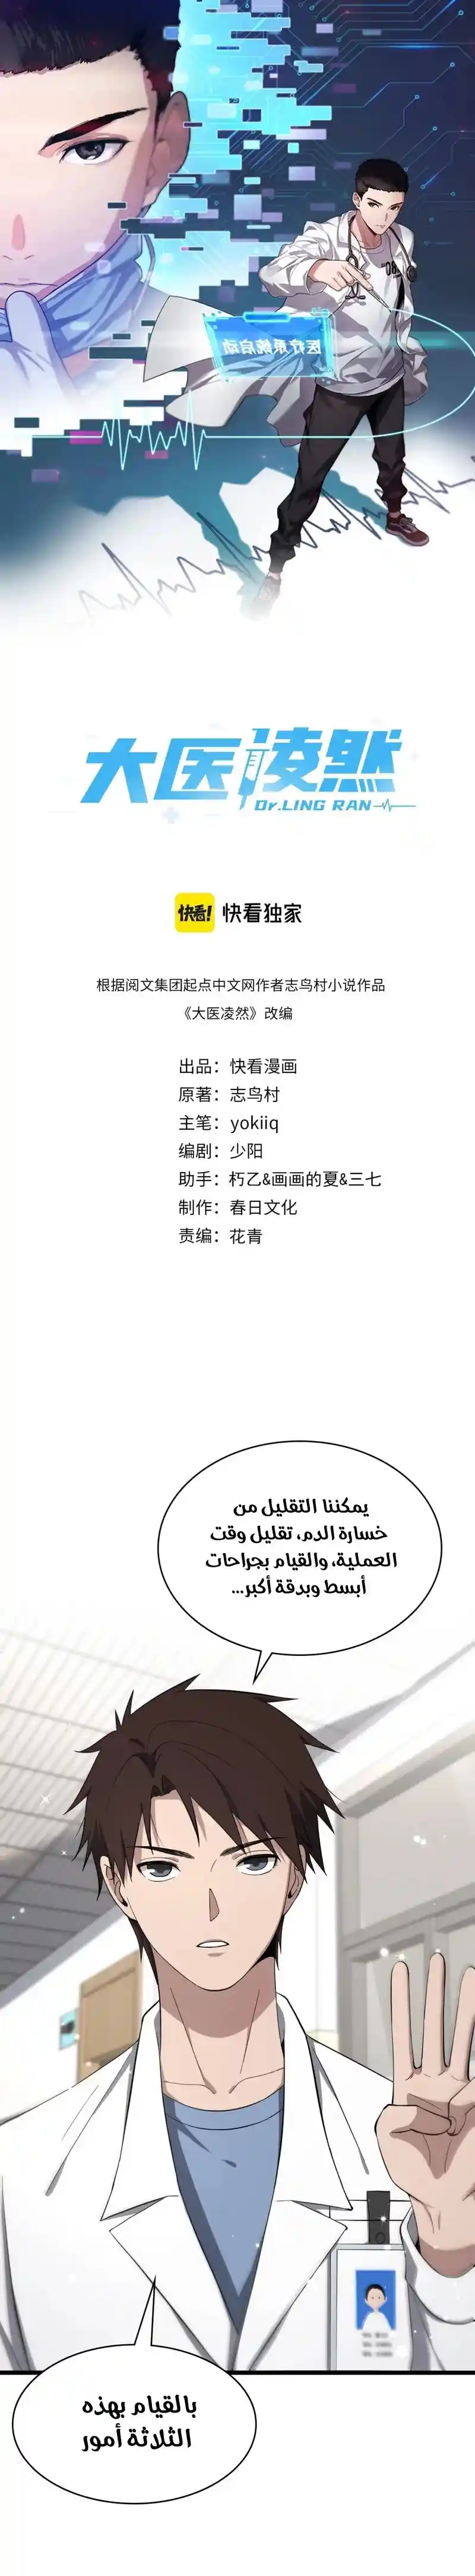 医疗系统启动
大医凌然
Dr.LING RAN
快看! 快看独家
根据阅文集团起点中文网作者志鸟村小说作品
《大医凌然》改编
出品：快看漫画
原著：志鸟村
主笔：yokiiq
编剧：少阳
助手：朽乙&画画的夏&三七
制作：春日文化
责编：花青
يمكننا التقليل من
خسارة الدم، تقليل وقت
العملية، والقيام بجراحات
أبسط وبدقة أكبر...
بالقيام بهذه
الثلاثة أمور